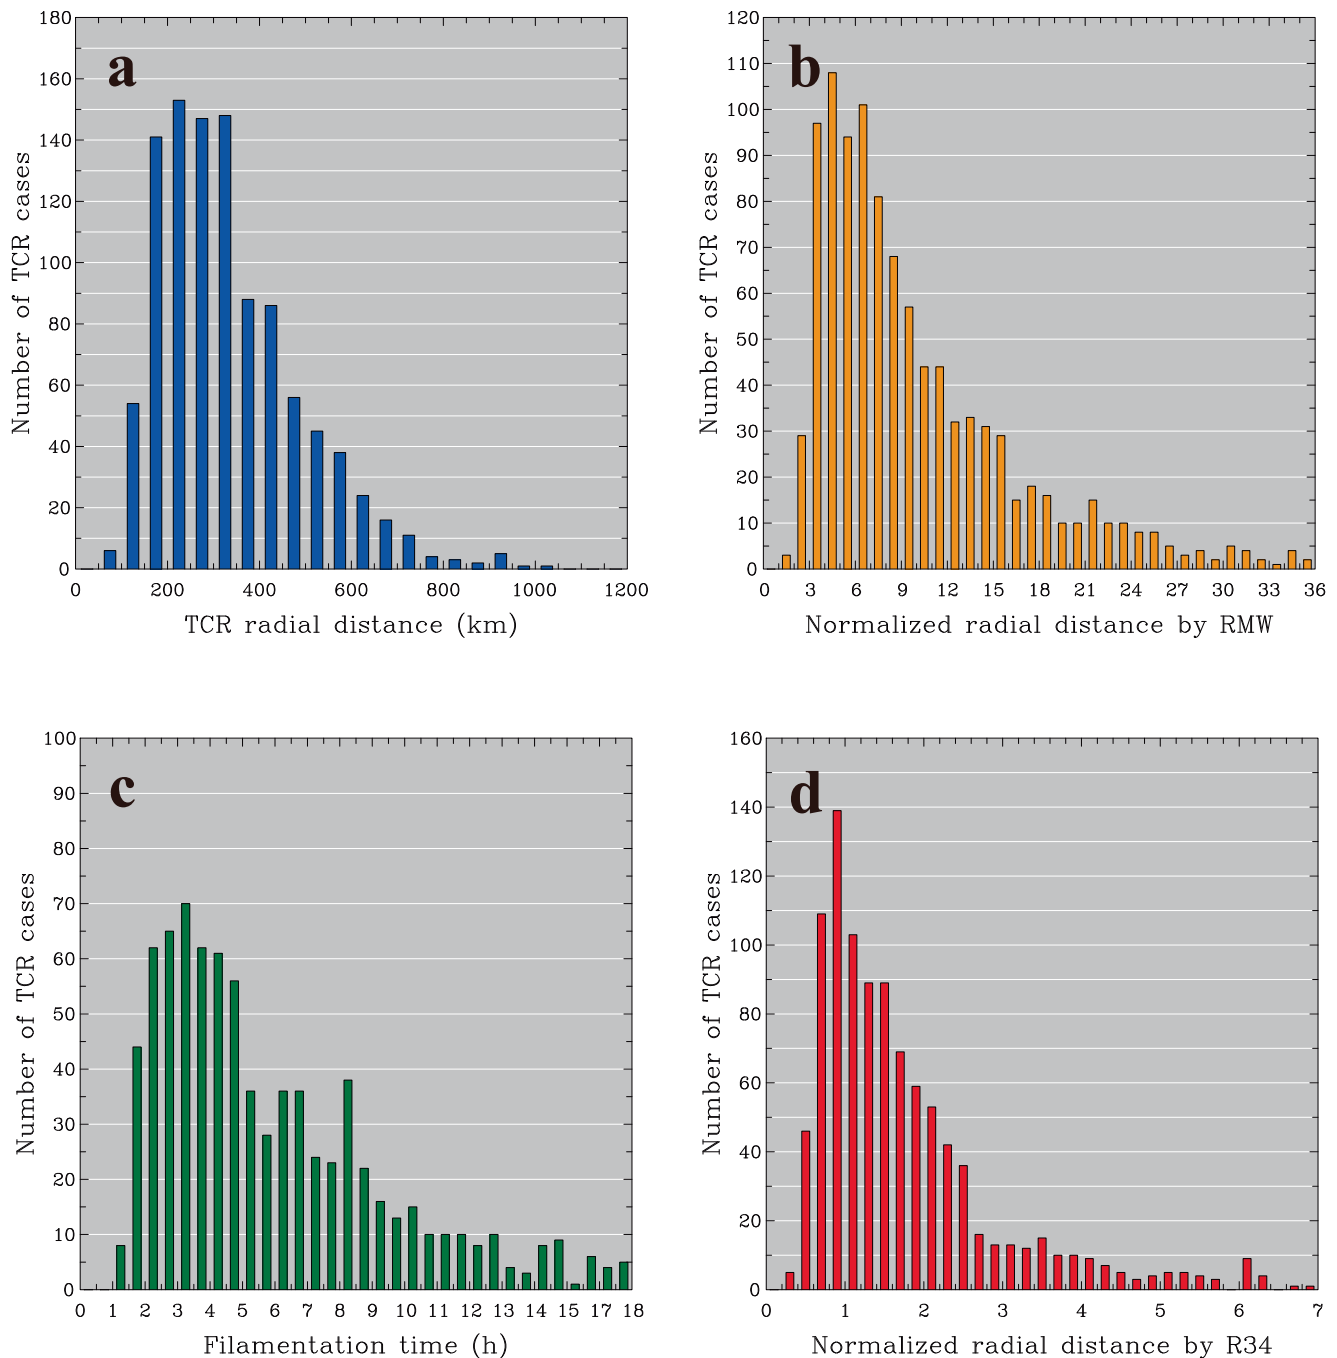 a
180
160
140
120
100
80
60
40
20
0
Number of TCR cases
0 200 400 600 800 1000 1200
TCR radial distance (km)
b
120
110
100
90
80
70
60
50
40
30
20
10
0
Number of TCR cases
0 3 6 9 12 15 18 21 24 27 30 33 36
Normalized radial distance by RMW
c
100
90
80
70
60
50
40
30
20
10
0
Number of TCR cases
0 1 2 3 4 5 6 7 8 9 10 11 12 13 14 15 17 18
Filamentation time (h)
d
160
140
120
100
80
60
40
20
0
Number of TCR cases
0 1 2 3 4 5 6 7
Normalized radial distance by R34